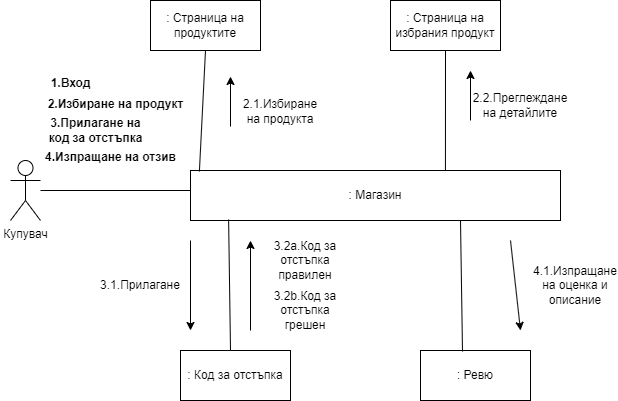 : Страница на
продуктите
: Страница на
избрания продукт
1.Вход
2.Избиране на продукт
3.Прилагане на
код за отстъпка
4.Изпращане на отзив
2.1.Избиране
на продукта
2.2.Преглеждане
на детайлите
Купувач
: Магазин
3.1.Прилагане
3.2a.Код за
отстъпка
правилен
3.2b.Код за
отстъпка
грешен
4.1.Изпращане
на оценка и
описание
: Код за отстъпка
: Ревю